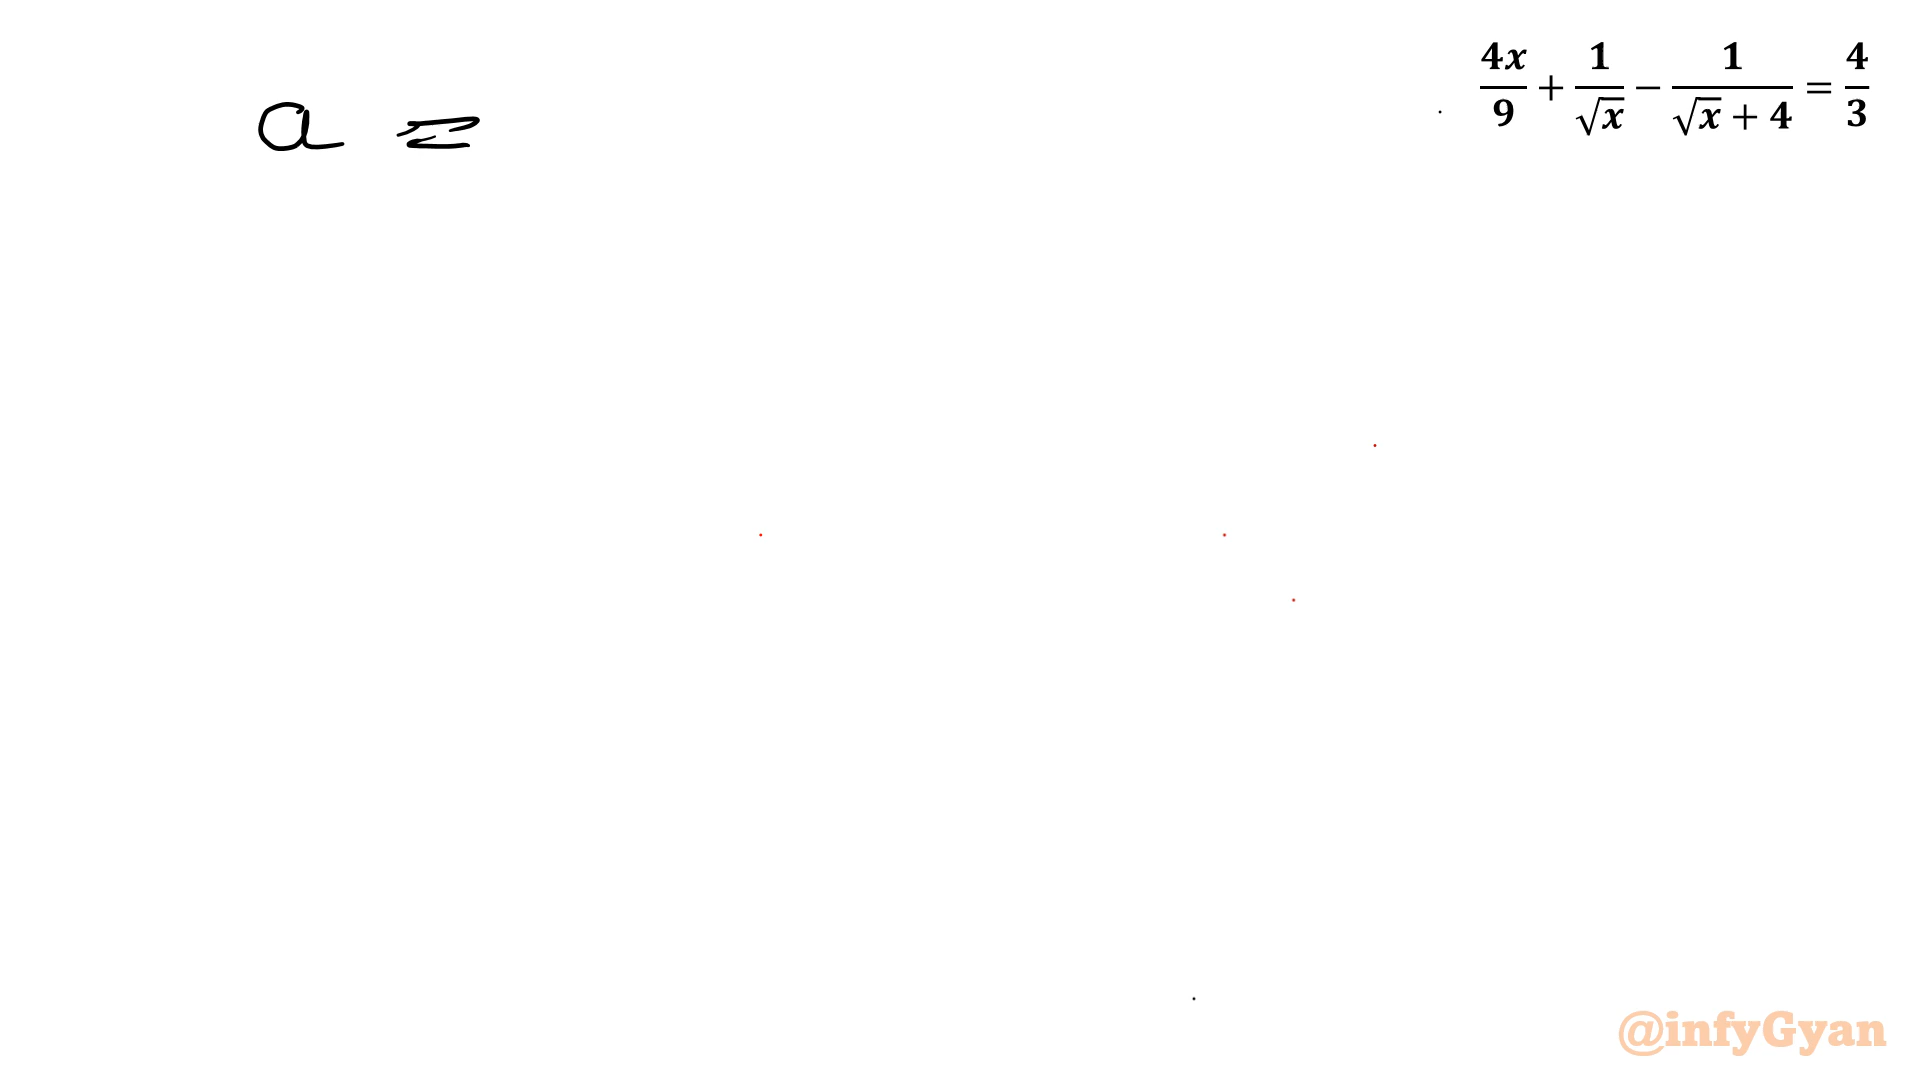 a =
4x/9 + 1/√x − 1/(√x + 4) = 4/3
@infyGyan